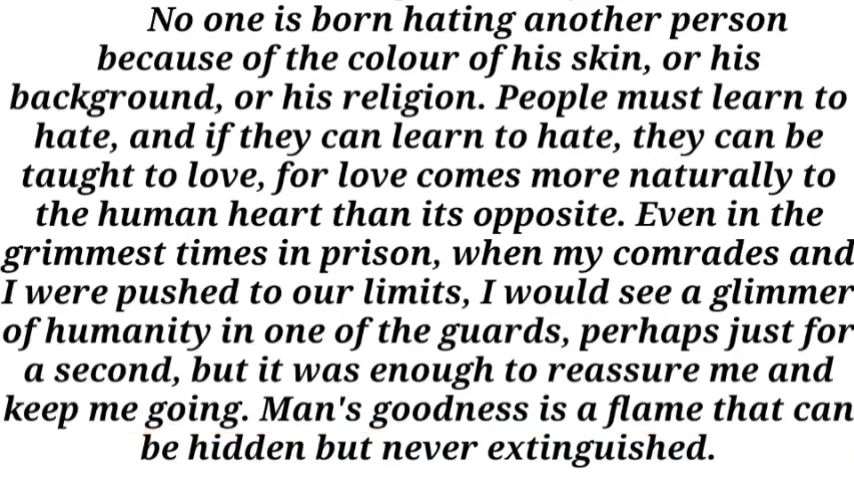 No one is born hating another person
because of the colour of his skin, or his
background, or his religion. People must learn to
hate, and if they can learn to hate, they can be
taught to love, for love comes more naturally to
the human heart than its opposite. Even in the
grimmest times in prison, when my comrades and
I were pushed to our limits, I would see a glimmer
of humanity in one of the guards, perhaps just for
a second, but it was enough to reassure me and
keep me going. Man's goodness is a flame that can
be hidden but never extinguished.